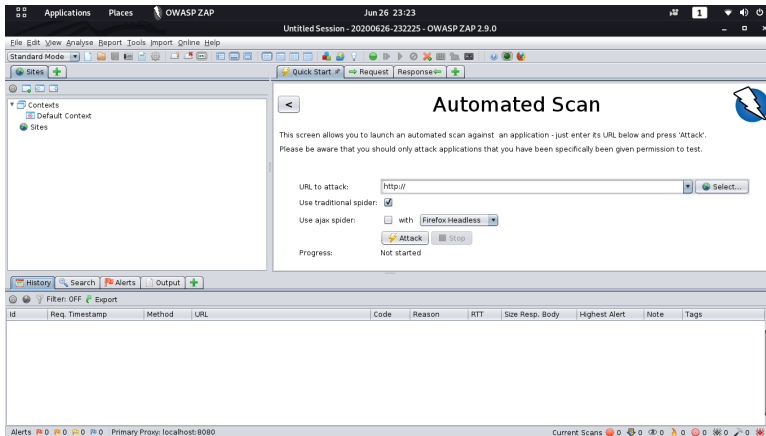 Applications Places OWASP ZAP Jun 26 23:23 1
Untitled Session - 20200626-232225 - OWASP ZAP 2.9.0
File Edit View Analyse Report Tools Import Online Help
Standard Mode
Sites
Quick Start Request Response
Contexts
Default Context
Sites
<
Automated Scan
This screen allows you to launch an automated scan against an application - just enter its URL below and press 'Attack'.
Please be aware that you should only attack applications that you have been specifically been given permission to test.
URL to attack: http:// Select...
Use traditional spider:
Use ajax spider: with Firefox Headless
Attack Stop
Progress: Not started
History Search Alerts Output
Filter: OFF Export
Id Req. Timestamp Method URL Code Reason RTT Size Resp. Body Highest Alert Note Tags
Alerts 0 0 0 0 Primary Proxy: localhost:8080 Current Scans 0 0 0 0 0 0 0